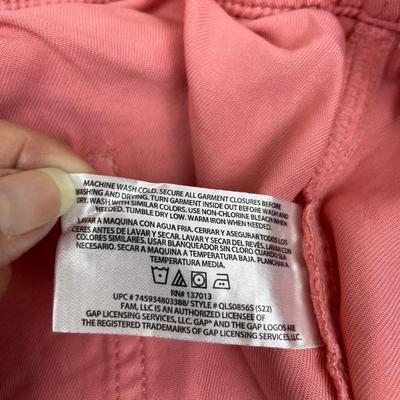 MACHINE WASH COLD. SECURE ALL GARMENT CLOSURES BEFORE
WASHING AND DRYING. TURN GARMENT INSIDE OUT BEFORE WASH AND
DRY. WASH WITH SIMILAR COLORS. USE NON-CHLORINE BLEACH WHEN
NEEDED. TUMBLE DRY LOW. WARM IRON WHEN NEEDED.
LAVAR A MAQUINA CON AGUA FRIA. CERRAR Y ASEGURAR TODOS LOS
CIERES ANTES DE LAVAR Y SECAR. LAVAR Y SECAR DEL REVES. LAVAR CON
COLORES SIMILARES. USAR BLANQUEADOR SIN CLORO CUANDO SEA
NECESARIO. SECAR A MAQUINA A TEMPERATURA BAJA. PLANCHAR A
TEMPERATURA MEDIA.
RN# 137013
UPC # 745934803388/ STYLE # QLS0856S (S22)
FAM, LLC IS AN AUTHORIZED LICENSEE OF
GAP LICENSING SERVICES, LLC. GAP® AND THE GAP LOGOS ARE
THE REGISTERED TRADEMARKS OF GAP LICENSING SERVICES,LLC.